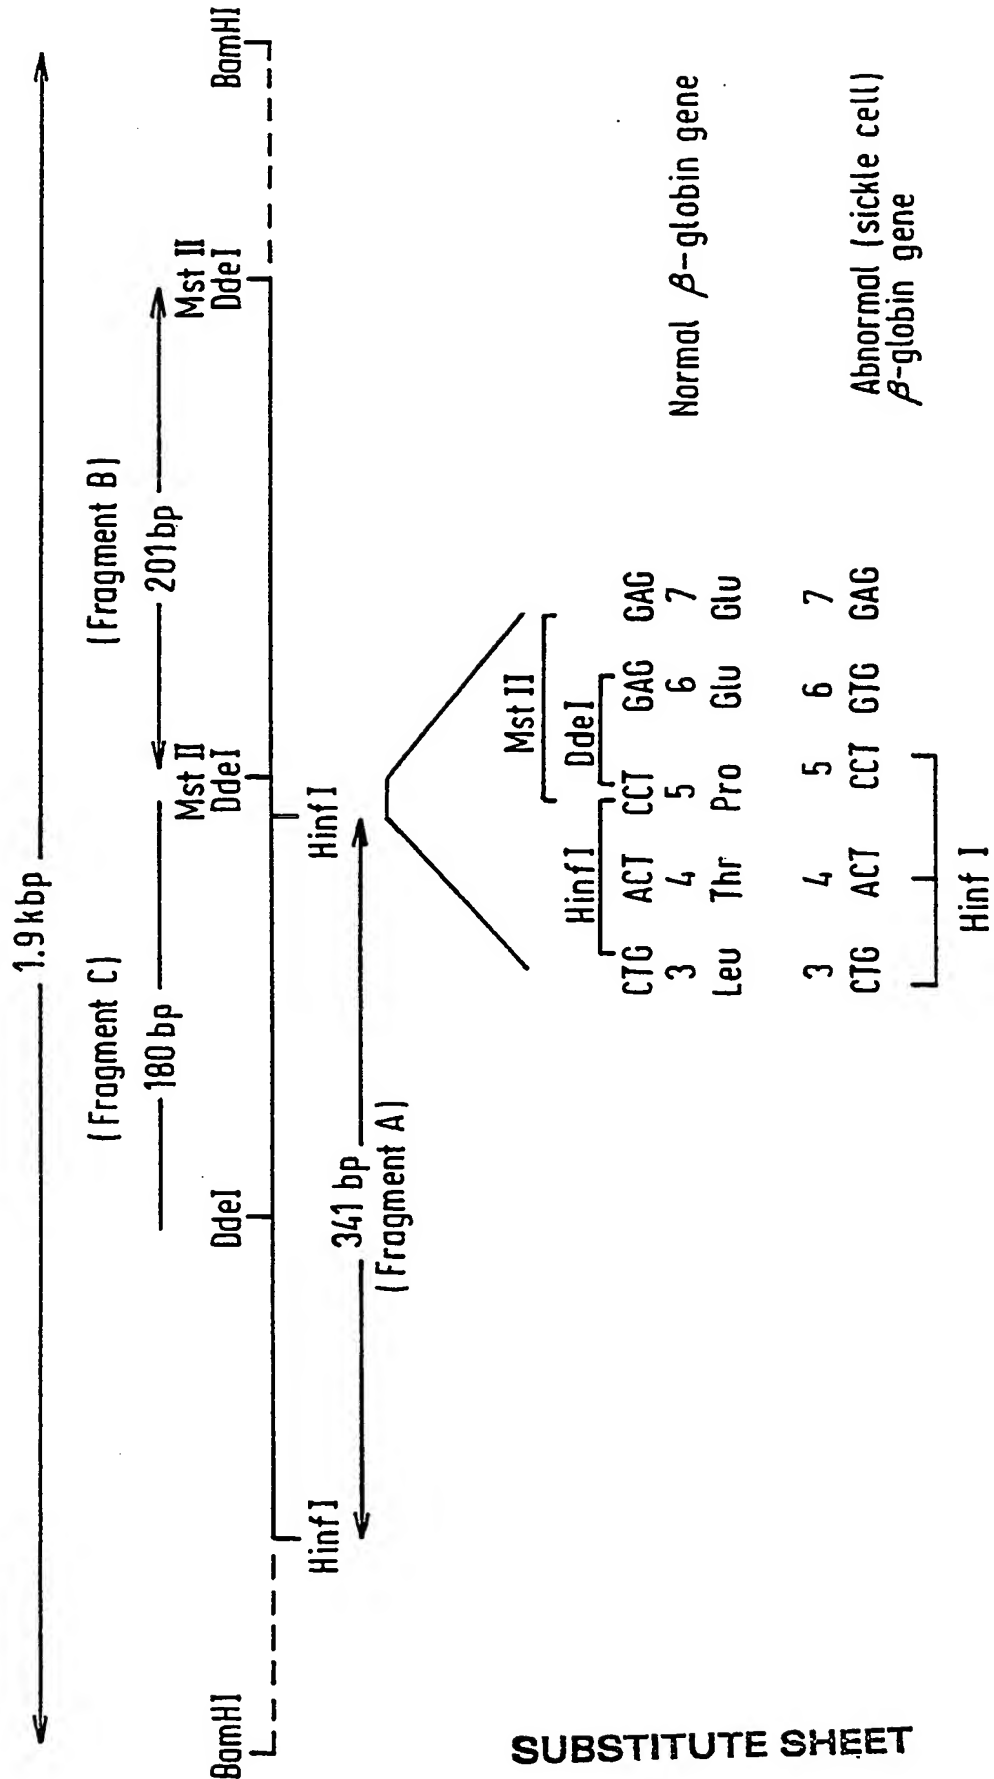 1.9 kbp
(Fragment C) (Fragment B)
180 bp 201 bp
BamHI DdeI Mst II Mst II BamHI
DdeI DdeI
HinfI HinfI
341 bp
(Fragment A)
Mst II
HinfI DdeI
CTG ACT CCT GAG GAG
3 4 5 6 7
Leu Thr Pro Glu Glu
Normal β-globin gene
3 4 5 6 7
CTG ACT CCT GTG GAG
Abnormal (sickle cell)
β-globin gene
Hinf I
SUBSTITUTE SHEET